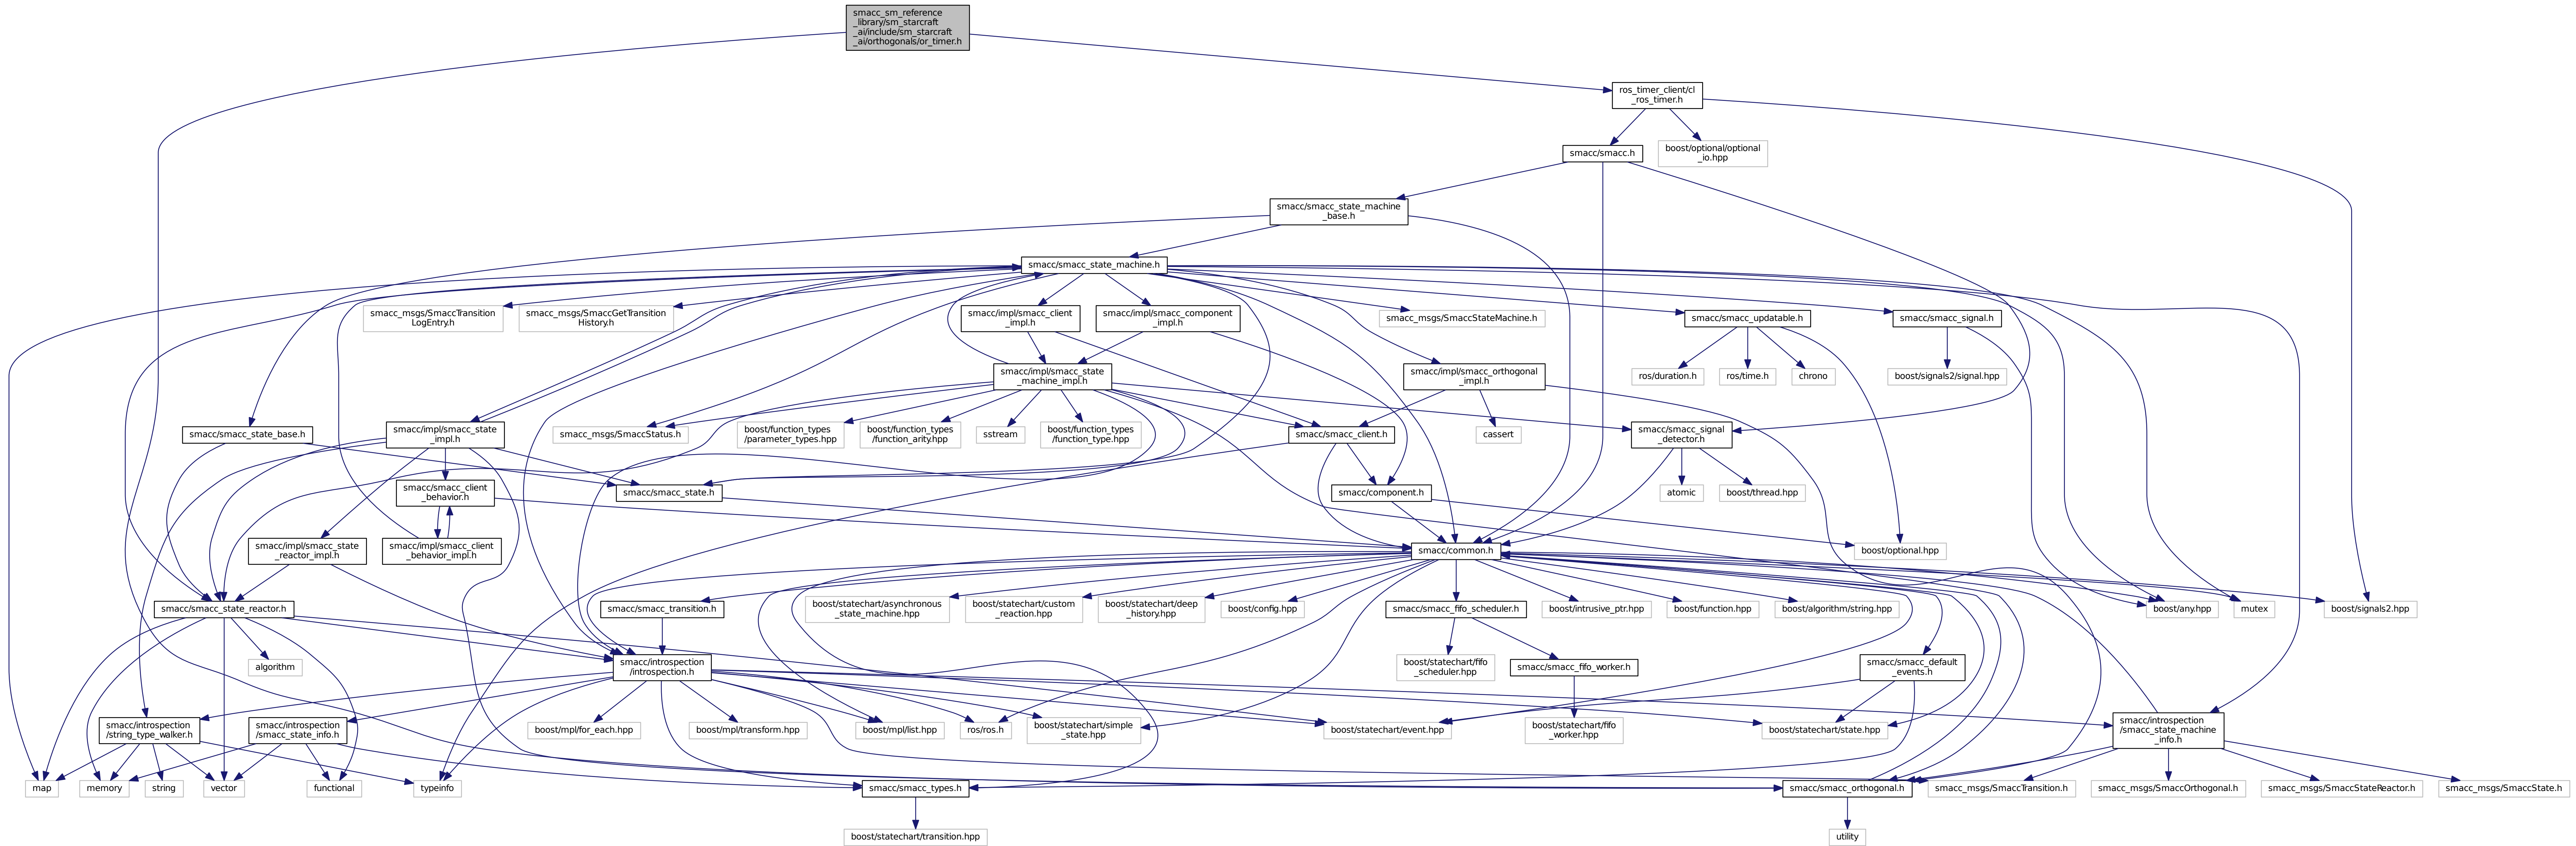 smacc_sm_reference
_library/sm_starcraft
_ai/include/sm_starcraft
_ai/orthogonals/or_timer.h
ros_timer_client/cl
_ros_timer.h
smacc/smacc.h
boost/optional/optional
_io.hpp
smacc/smacc_state_machine
_base.h
smacc/smacc_state_machine.h
smacc_msgs/SmaccTransition
LogEntry.h
smacc_msgs/SmaccGetTransition
History.h
smacc/impl/smacc_client
_impl.h
smacc/impl/smacc_component
_impl.h
smacc_msgs/SmaccStateMachine.h
smacc/smacc_updatable.h
smacc/smacc_signal.h
smacc/impl/smacc_state
_machine_impl.h
smacc/impl/smacc_orthogonal
_impl.h
ros/duration.h
ros/time.h
chrono
boost/signals2/signal.hpp
smacc/smacc_state_base.h
smacc/impl/smacc_state
_impl.h
smacc_msgs/SmaccStatus.h
boost/function_types
/parameter_types.hpp
boost/function_types
/function_arity.hpp
sstream
boost/function_types
/function_type.hpp
smacc/smacc_client.h
cassert
smacc/smacc_signal
_detector.h
smacc/smacc_client
_behavior.h
smacc/smacc_state.h
smacc/component.h
atomic
boost/thread.hpp
smacc/impl/smacc_state
_reactor_impl.h
smacc/impl/smacc_client
_behavior_impl.h
smacc/common.h
boost/optional.hpp
smacc/smacc_state_reactor.h
smacc/smacc_transition.h
boost/statechart/asynchronous
_state_machine.hpp
boost/statechart/custom
_reaction.hpp
boost/statechart/deep
_history.hpp
boost/config.hpp
smacc/smacc_fifo_scheduler.h
boost/intrusive_ptr.hpp
boost/function.hpp
boost/algorithm/string.hpp
boost/any.hpp
mutex
boost/signals2.hpp
algorithm
smacc/introspection
/introspection.h
boost/statechart/fifo
_scheduler.hpp
smacc/smacc_fifo_worker.h
smacc/smacc_default
_events.h
smacc/introspection
/string_type_walker.h
smacc/introspection
/smacc_state_info.h
boost/mpl/for_each.hpp
boost/mpl/transform.hpp
boost/mpl/list.hpp
ros/ros.h
boost/statechart/simple
_state.hpp
boost/statechart/event.hpp
boost/statechart/fifo
_worker.hpp
boost/statechart/state.hpp
smacc/introspection
/smacc_state_machine
_info.h
map
memory
string
vector
functional
typeinfo
smacc/smacc_types.h
smacc/smacc_orthogonal.h
smacc_msgs/SmaccTransition.h
smacc_msgs/SmaccOrthogonal.h
smacc_msgs/SmaccStateReactor.h
smacc_msgs/SmaccState.h
boost/statechart/transition.hpp
utility